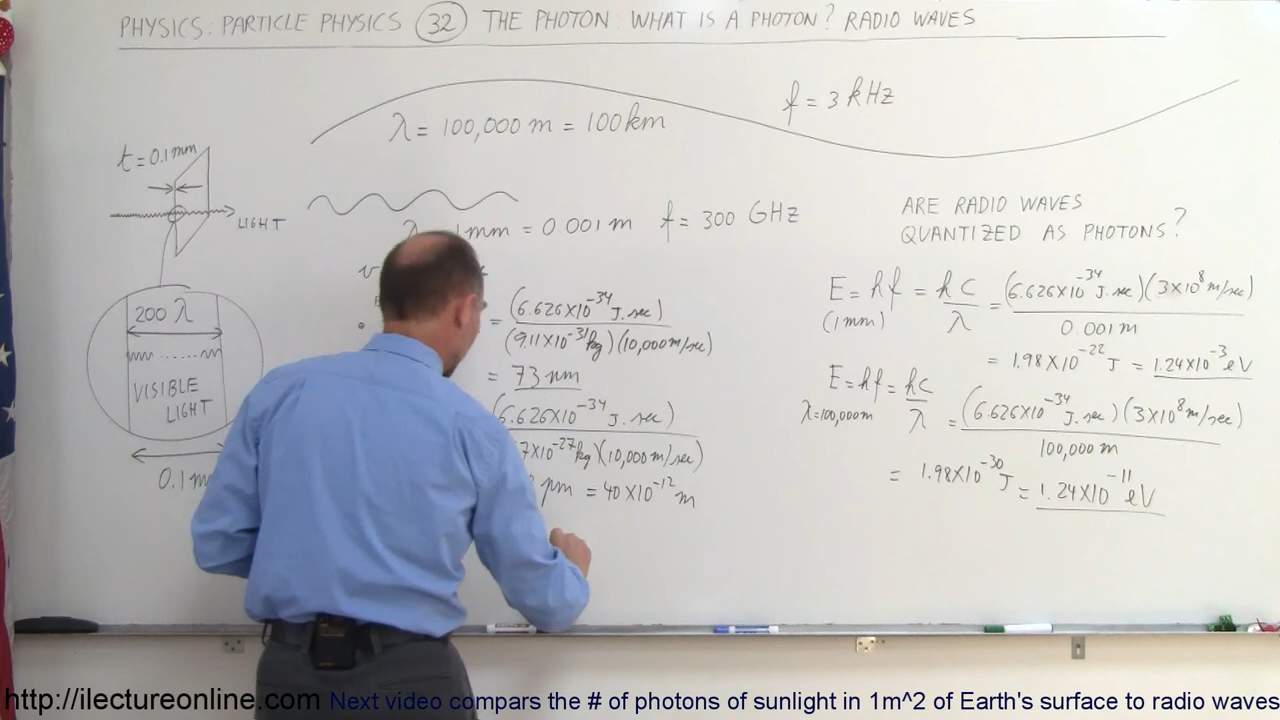 PHYSICS: PARTICLE PHYSICS 32 THE PHOTON: WHAT IS A PHOTON? RADIO WAVES
λ = 100,000 m = 100 km
f = 3 kHz
t = 0.1 mm
LIGHT
200 λ
VISIBLE
LIGHT
0.1 m
1 mm = 0.001 m f = 300 GHz
= (6.626×10^-34 J.sec) / (9.11×10^-31 kg)(10,000 m/sec)
= 73 nm
(6.626×10^-34 J.sec)
7×10^-27 kg)(10,000 m/sec)
pm = 40×10^-12 m
ARE RADIO WAVES
QUANTIZED AS PHOTONS?
E = hf = hc/λ = (6.626×10^-34 J.sec)(3×10^8 m/sec) / 0.001 m
(1mm)
= 1.98×10^-22 J = 1.24×10^-3 eV
E = hf = hc/λ = (6.626×10^-34 J.sec)(3×10^8 m/sec) / 100,000 m
λ=100,000m
= 1.98×10^-30 J = 1.24×10^-11 eV
http://ilectureonline.com Next video compars the # of photons of sunlight in 1m^2 of Earth's surface to radio waves